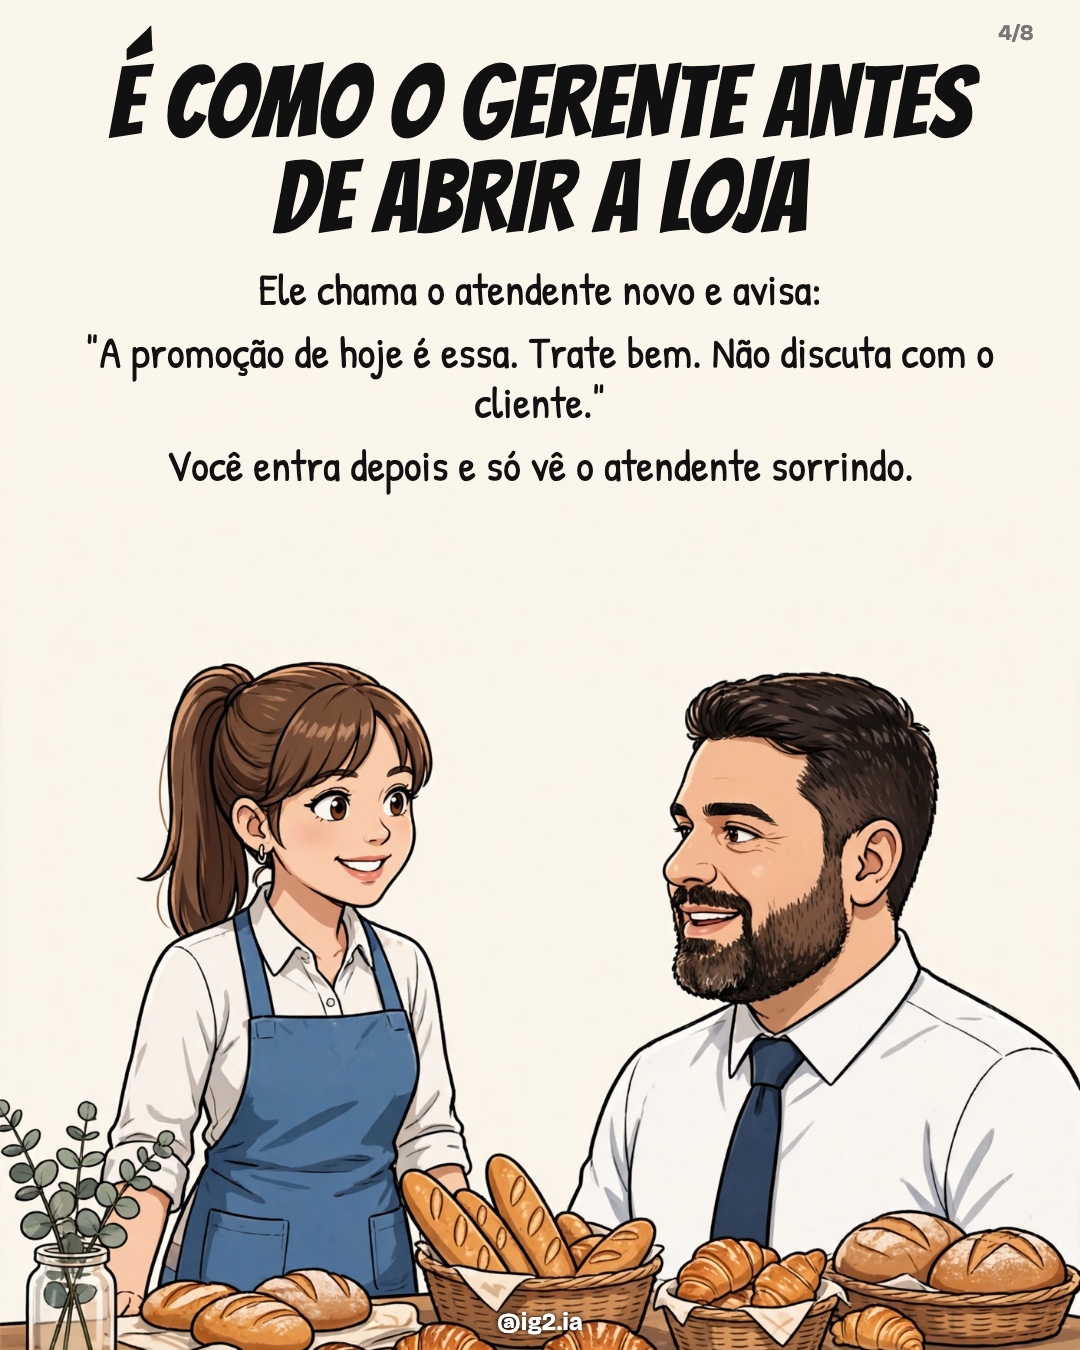 4/8
É COMO O GERENTE ANTES
DE ABRIR A LOJA
Ele chama o atendente novo e avisa:
"A promoção de hoje é essa. Trate bem. Não discuta com o
cliente."
Você entra depois e só vê o atendente sorrindo.
@ig2.ia